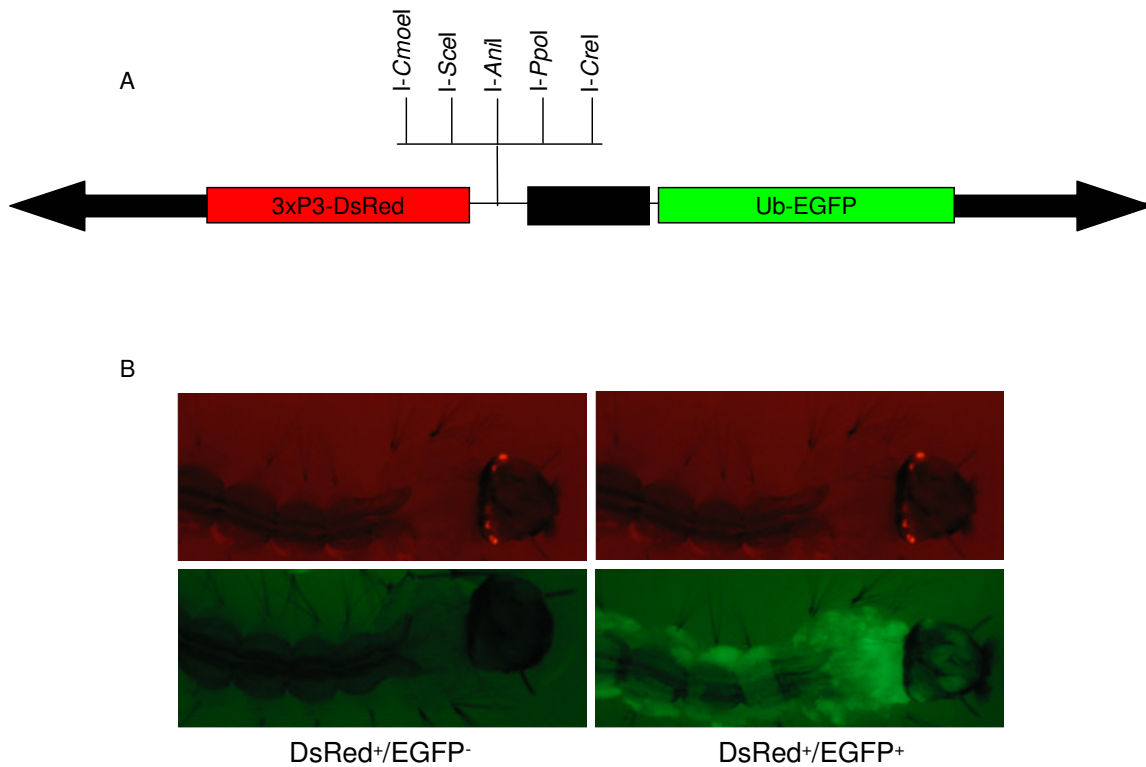 A
I-CmoeI
I-SceI
I-AniI
I-PpoI
I-CreI
3xP3-DsRed
Ub-EGFP
B
DsRed⁺/EGFP⁻
DsRed⁺/EGFP⁺